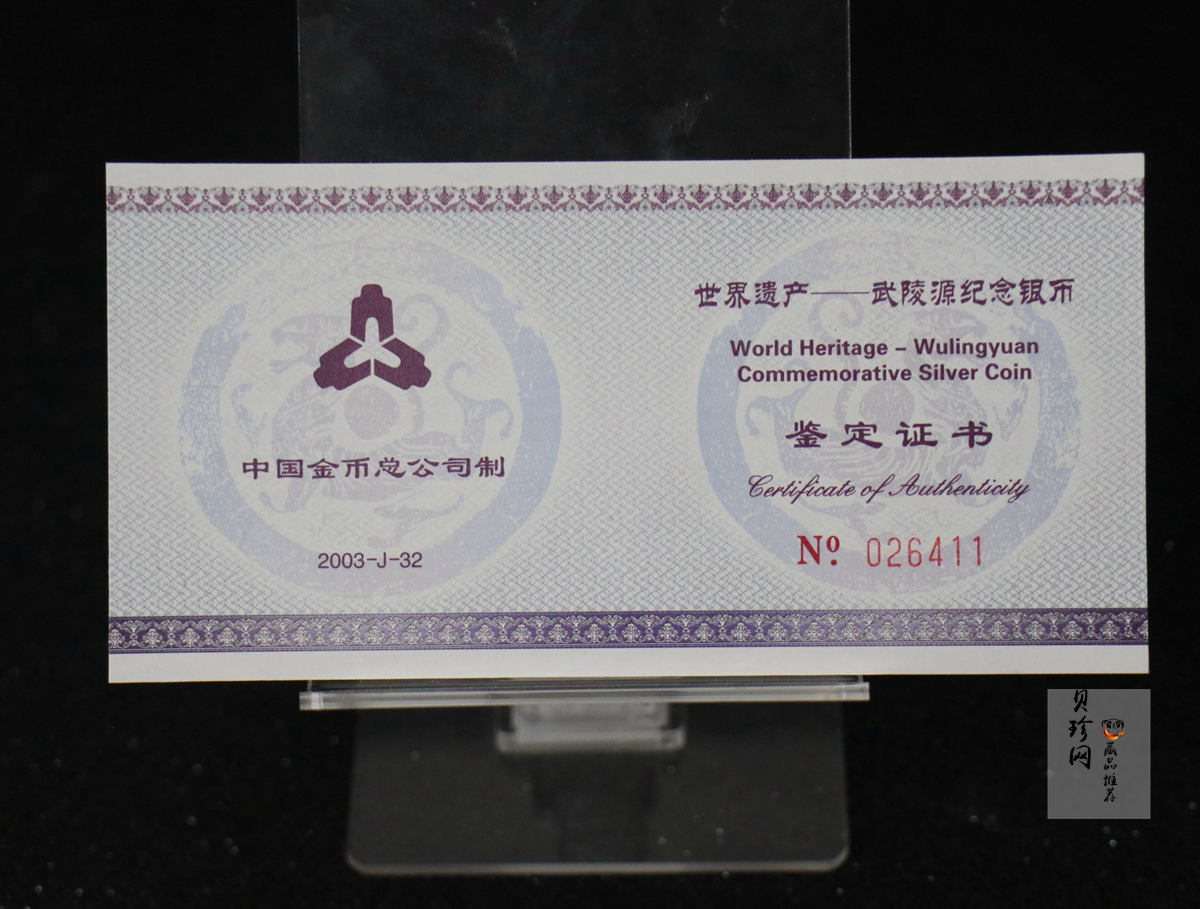 中国金币总公司制
2003-J-32
世界遗产——武陵源纪念银币
World Heritage – Wulingyuan
Commemorative Silver Coin
鉴定证书
Certificate of Authenticity
Nº 026411
贝珍网
藏品推荐